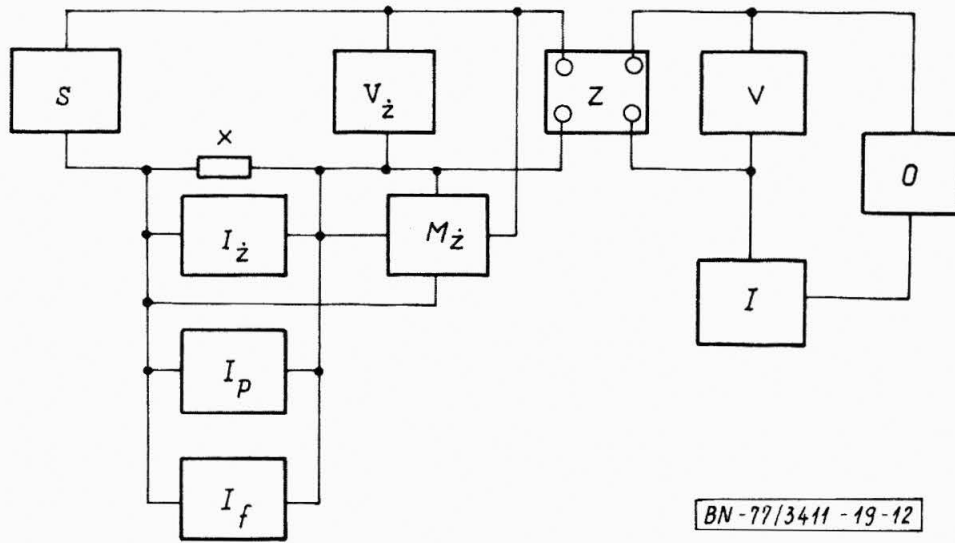 S
V ż
Z
V
O
x
I ż
M ż
I
I p
I f
BN-77/3411-19-12